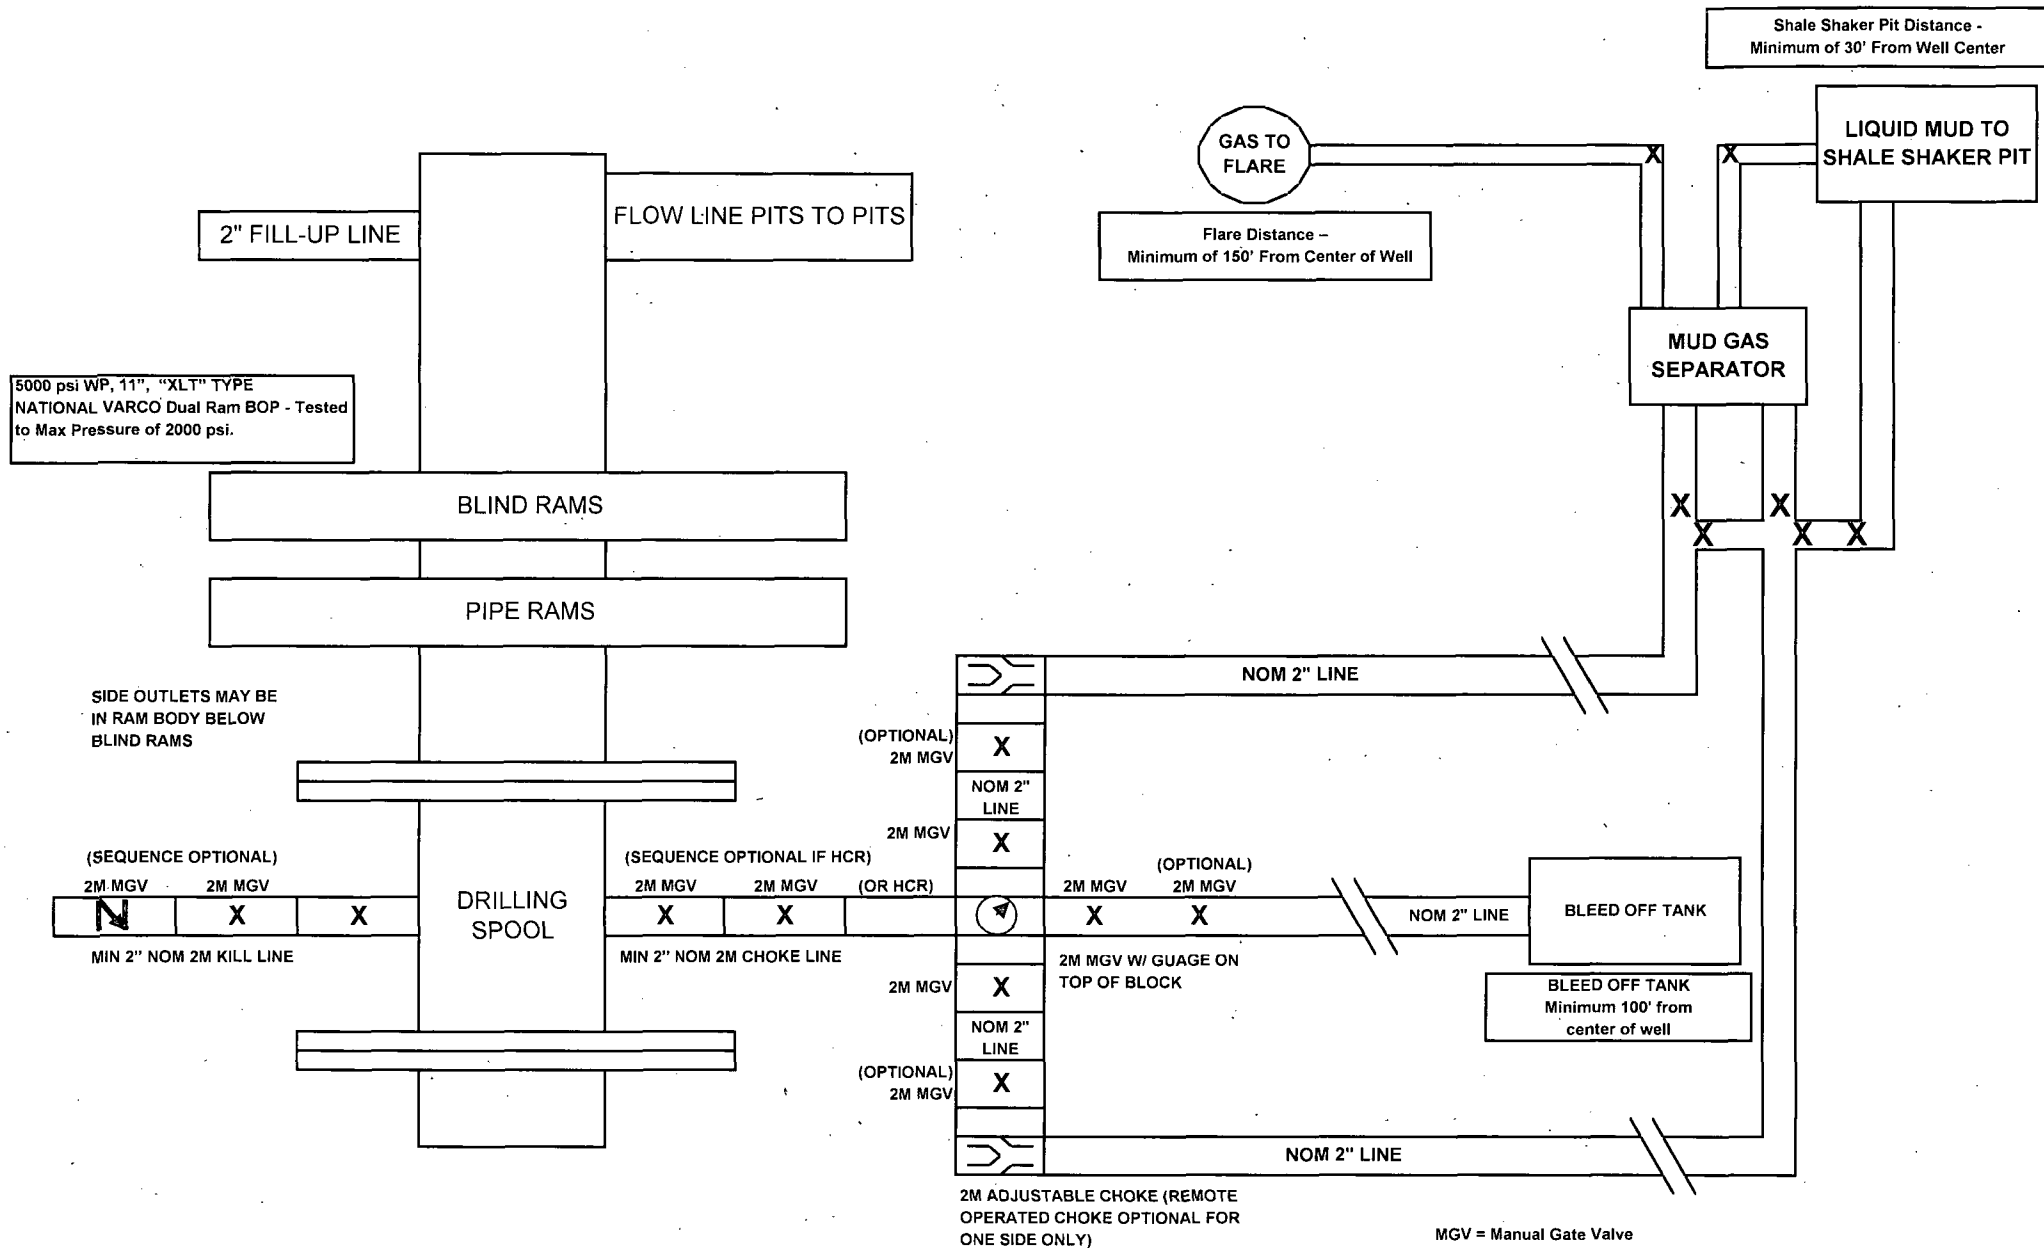 Shale Shaker Pit Distance -
Minimum of 30' From Well Center
LIQUID MUD TO
SHALE SHAKER PIT
GAS TO
FLARE
X
X
Flare Distance –
Minimum of 150' From Center of Well
FLOW LINE PITS TO PITS
2" FILL-UP LINE
MUD GAS
SEPARATOR
5000 psi WP, 11", “XLT” TYPE
NATIONAL VARCO Dual Ram BOP - Tested
to Max Pressure of 2000 psi.
BLIND RAMS
X
X
X
X
X
PIPE RAMS
SIDE OUTLETS MAY BE
IN RAM BODY BELOW
BLIND RAMS
NOM 2" LINE
(OPTIONAL)
2M MGV
X
NOM 2"
LINE
2M MGV
X
(SEQUENCE OPTIONAL)
2M MGV
2M MGV
N
X
X
MIN 2" NOM 2M KILL LINE
DRILLING
SPOOL
(SEQUENCE OPTIONAL IF HCR)
2M MGV
2M MGV
(OR HCR)
X
X
MIN 2" NOM 2M CHOKE LINE
(OPTIONAL)
2M MGV
2M MGV
X
X
NOM 2" LINE
BLEED OFF TANK
2M MGV W/ GUAGE ON
TOP OF BLOCK
BLEED OFF TANK
Minimum 100' from
center of well
2M MGV
X
NOM 2"
LINE
(OPTIONAL)
2M MGV
X
NOM 2" LINE
2M ADJUSTABLE CHOKE (REMOTE
OPERATED CHOKE OPTIONAL FOR
ONE SIDE ONLY)
MGV = Manual Gate Valve